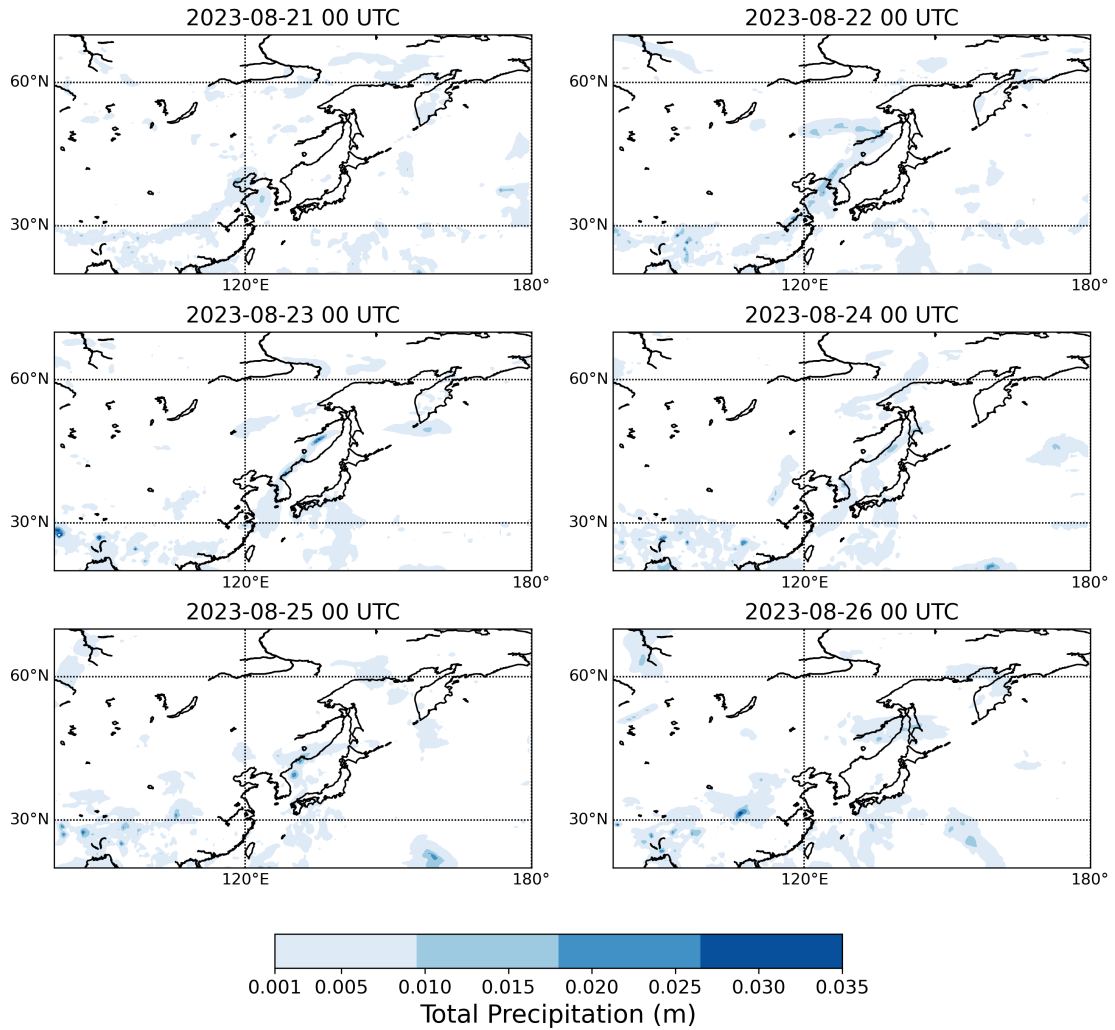 2023-08-21 00 UTC
2023-08-22 00 UTC
60°N
60°N
30°N
30°N
120°E
180°
120°E
180°
2023-08-23 00 UTC
2023-08-24 00 UTC
60°N
60°N
30°N
30°N
120°E
180°
120°E
180°
2023-08-25 00 UTC
2023-08-26 00 UTC
60°N
60°N
30°N
30°N
120°E
180°
120°E
180°
0.001 0.005 0.010 0.015 0.020 0.025 0.030 0.035
Total Precipitation (m)